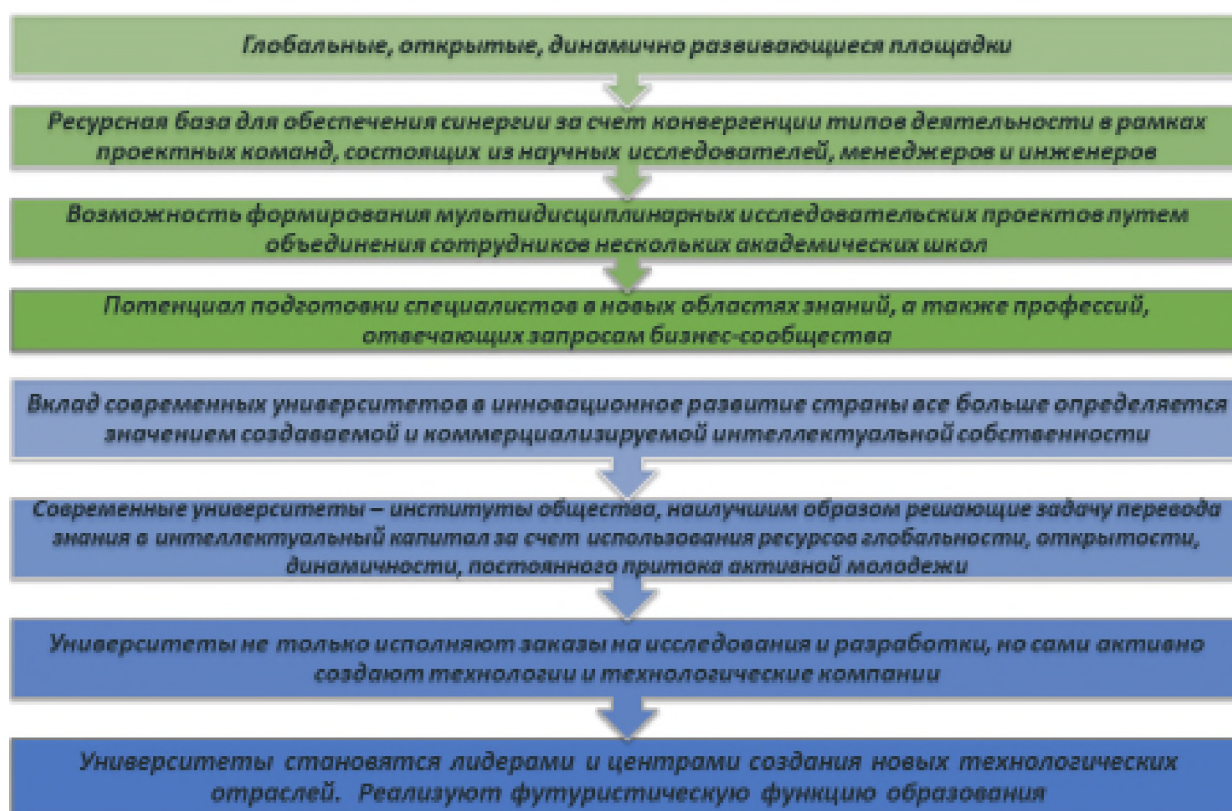 Глобальные, открытые, динамично развивающиеся площадки
Ресурсная база для обеспечения синергии за счет конвергенции типов деятельности в рамках
проектных команд, состоящих из научных исследователей, менеджеров и инженеров
Возможность формирования мультидисциплинарных исследовательских проектов путем
объединения сотрудников нескольких академических школ
Потенциал подготовки специалистов в новых областях знаний, а также профессий,
отвечающих запросам бизнес-сообщества
Вклад современных университетов в инновационное развитие страны все больше определяется
значением создаваемой и коммерциализируемой интеллектуальной собственности
Современные университеты – институты общества, наилучшим образом решающие задачу перевода
знания в интеллектуальный капитал за счет использования ресурсов глобальности, открытости,
динамичности, постоянного притока активной молодежи
Университеты не только исполняют заказы на исследования и разработки, но сами активно
создают технологии и технологические компании
Университеты становятся лидерами и центрами создания новых технологических
отраслей. Реализуют футуристическую функцию образования